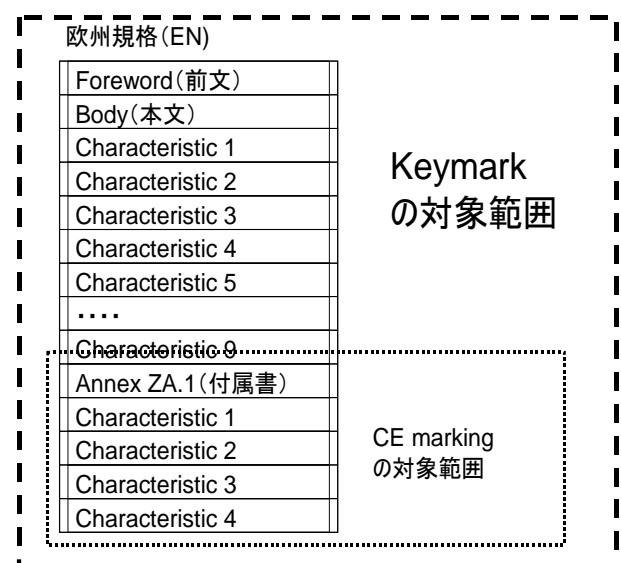 欧州規格(EN)
Foreword(前文)
Body(本文)
Characteristic 1
Characteristic 2
Characteristic 3
Characteristic 4
Characteristic 5
････
Characteristic 9
Annex ZA.1(付属書)
Characteristic 1
Characteristic 2
Characteristic 3
Characteristic 4
Keymark
の対象範囲
CE marking
の対象範囲